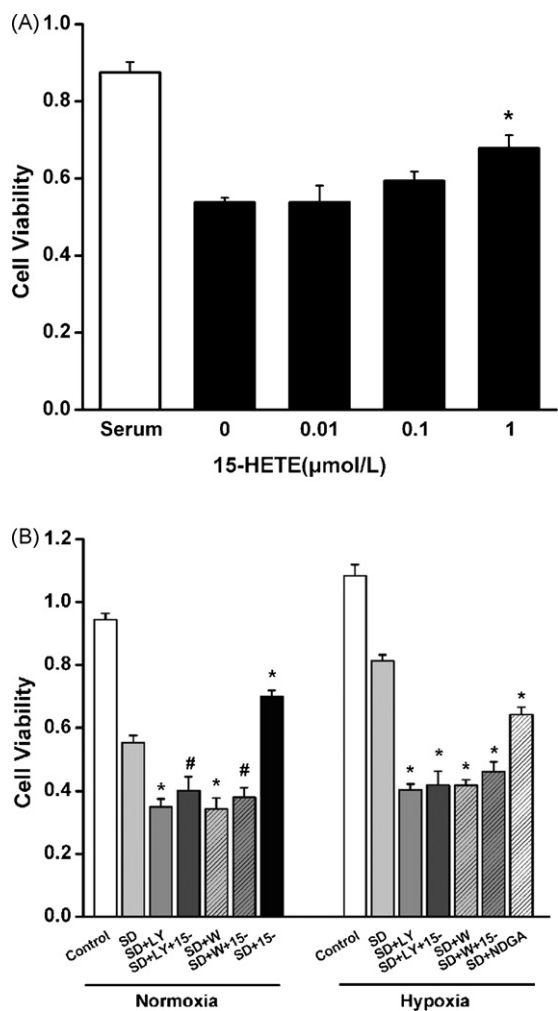 (A)
1.0
0.8
0.6
0.4
0.2
0.0
Cell Viability
*
Serum 0 0.01 0.1 1
15-HETE(μmol/L)
(B)
1.2
1.0
0.8
0.6
0.4
0.2
0.0
Cell Viability
* # * # * * * * * *
Control SD SD+LY SD+LY+15- SD+W SD+W+15- SD+15- Control SD SD+LY SD+LY+15- SD+W SD+W+15- SD+NDGA
Normoxia Hypoxia